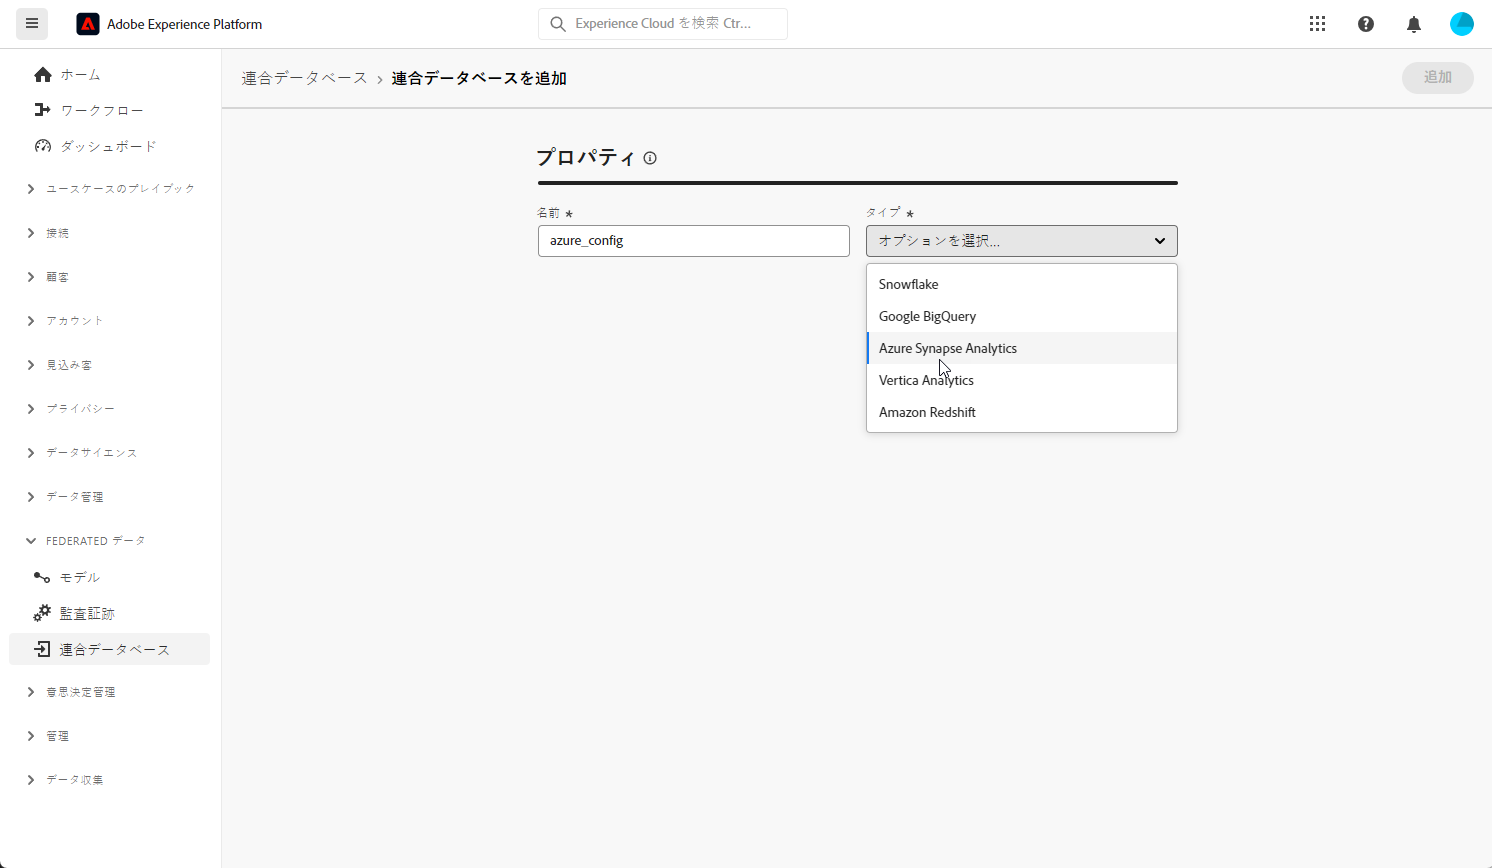 Adobe Experience Platform
Experience Cloud を検索 Ctr...
ホーム
ワークフロー
ダッシュボード
ユースケースのプレイブック
接続
顧客
アカウント
見込み客
プライバシー
データサイエンス
データ管理
FEDERATED データ
モデル
監査証跡
連合データベース
意思決定管理
管理
データ収集
連合データベース › 連合データベースを追加
追加
プロパティ
名前 *
azure_config
タイプ *
オプションを選択...
Snowflake
Google BigQuery
Azure Synapse Analytics
Vertica Analytics
Amazon Redshift